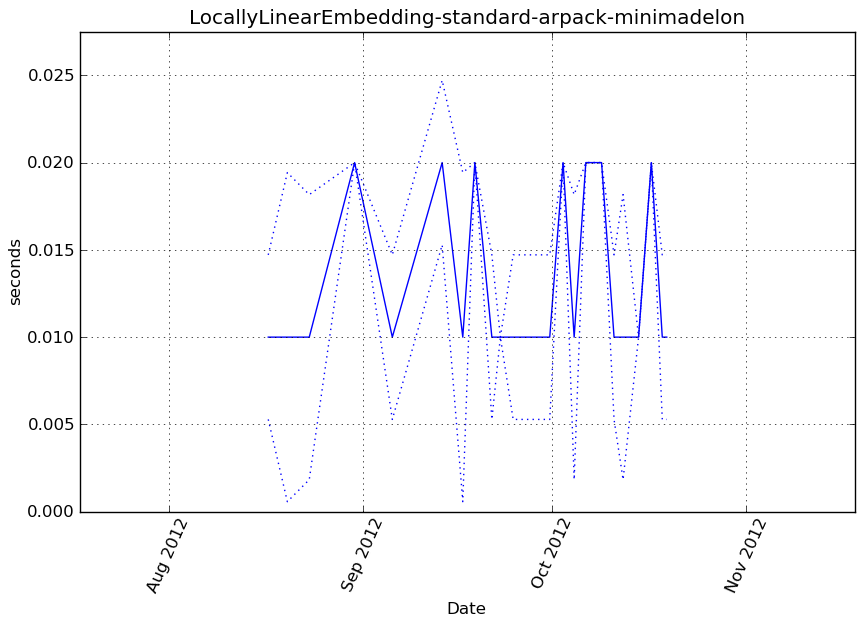 LocallyLinearEmbedding-standard-arpack-minimadelon
0.025
0.020
0.015
0.010
0.005
0.000
seconds
Aug 2012
Sep 2012
Oct 2012
Nov 2012
Date